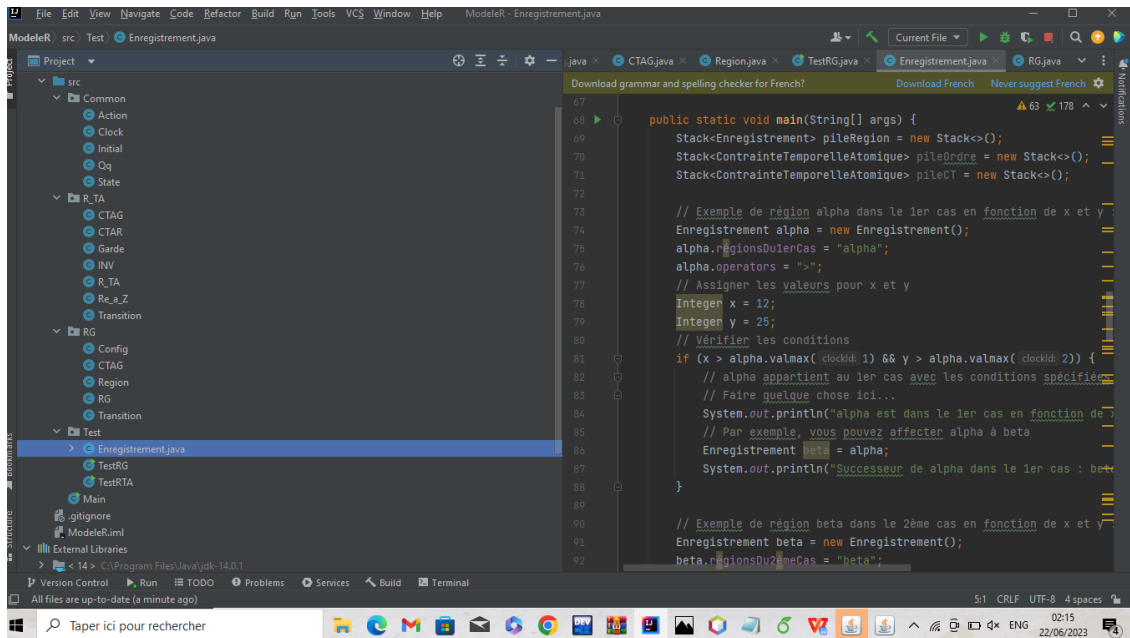 File Edit View Navigate Code Refactor Build Run Tools VCS Window Help ModeleR - Enregistrement.java
ModeleR src Test Enregistrement.java Current File
Project .java CTAG.java Region.java TestRG.java Enregistrement.java RG.java
Project
Notifications
Bookmarks
Structure
src
Common
Action
Clock
Initial
Qq
State
R_TA
CTAG
CTAR
Garde
INV
R_TA
Re_a_Z
Transition
RG
Config
CTAG
Region
RG
Transition
Test
Enregistrement.java
TestRG
TestRTA
Main
.gitignore
ModeleR.iml
External Libraries
< 14 > C:\Program Files\Java\jdk-14.0.1
Download grammar and spelling checker for French? Download French Never suggest French
63 178
67
68 public static void main(String[] args) {
69 Stack<Enregistrement> pileRegion = new Stack<>();
70 Stack<ContrainteTemporelleAtomique> pileOrdre = new Stack<>();
71 Stack<ContrainteTemporelleAtomique> pileCT = new Stack<>();
72
73 // Exemple de région alpha dans le 1er cas en fonction de x et y :
74 Enregistrement alpha = new Enregistrement();
75 alpha.régionsDu1erCas = "alpha";
76 alpha.operators = ">";
77 // Assigner les valeurs pour x et y
78 Integer x = 12;
79 Integer y = 25;
80 // Vérifier les conditions
81 if (x > alpha.valmax( clockId: 1) && y > alpha.valmax( clockId: 2)) {
82 // alpha appartient au 1er cas avec les conditions spécifiées
83 // Faire quelque chose ici...
84 System.out.println("alpha est dans le 1er cas en fonction de x
85 // Par exemple, vous pouvez affecter alpha à beta
86 Enregistrement beta = alpha;
87 System.out.println("Successeur de alpha dans le 1er cas : beta
88 }
89
90 // Exemple de région beta dans le 2ème cas en fonction de x et y
91 Enregistrement beta = new Enregistrement();
92 beta.régionsDu2èmeCas = "beta";
Version Control Run TODO Problems Services Build Terminal
All files are up-to-date (a minute ago) 5:1 CRLF UTF-8 4 spaces
Taper ici pour rechercher DEV ENG 02:15
22/06/2023
4